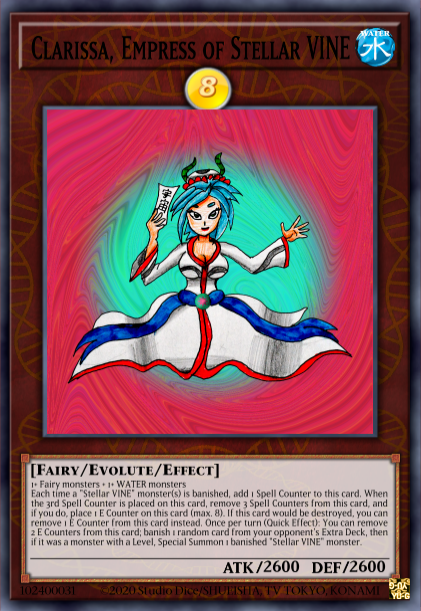 Clarissa, Empress of Stellar VINE
WATER
水
8
[Fairy/Evolute/Effect]
1+ Fairy monsters + 1+ WATER monsters
Each time a "Stellar VINE" monster(s) is banished, add 1 Spell Counter to this card. When
the 3rd Spell Counter is placed on this card, remove 3 Spell Counters from this card, and
if you do, place 1 E Counter on this card (max. 8). If this card would be destroyed, you can
remove 1 E Counter from this card instead. Once per turn (Quick Effect): You can remove
2 E Counters from this card; banish 1 random card from your opponent's Extra Deck, then
if it was a monster with a Level, Special Summon 1 banished "Stellar VINE" monster.
ATK/2600 DEF/2600
102400031 ©2020 Studio Dice/SHUEISHA, TV TOKYO, KONAMI